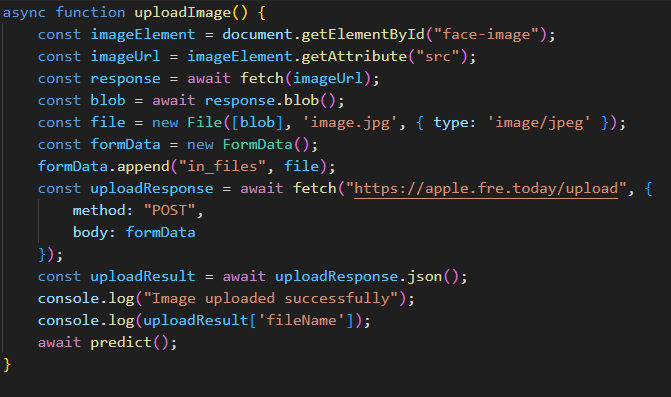 async function uploadImage() {
    const imageElement = document.getElementById("face-image");
    const imageUrl = imageElement.getAttribute("src");
    const response = await fetch(imageUrl);
    const blob = await response.blob();
    const file = new File([blob], 'image.jpg', { type: 'image/jpeg' });
    const formData = new FormData();
    formData.append("in_files", file);
    const uploadResponse = await fetch("https://apple.fre.today/upload", {
        method: "POST",
        body: formData
    });
    const uploadResult = await uploadResponse.json();
    console.log("Image uploaded successfully");
    console.log(uploadResult['fileName']);
    await predict();
}